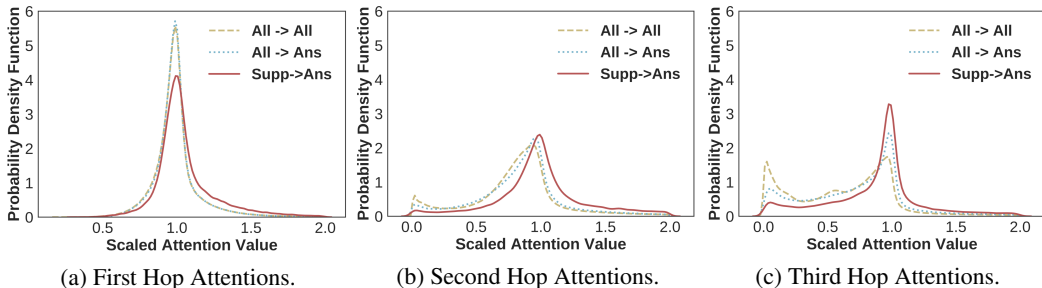 Probability Density Function
6
5
4
3
2
1
0
All -> All
All -> Ans
Supp->Ans
0.5 1.0 1.5 2.0
Scaled Attention Value
(a) First Hop Attentions.
Probability Density Function
6
5
4
3
2
1
0
All -> All
All -> Ans
Supp->Ans
0.0 0.5 1.0 1.5 2.0
Scaled Attention Value
(b) Second Hop Attentions.
Probability Density Function
6
5
4
3
2
1
0
All -> All
All -> Ans
Supp->Ans
0.0 0.5 1.0 1.5 2.0
Scaled Attention Value
(c) Third Hop Attentions.